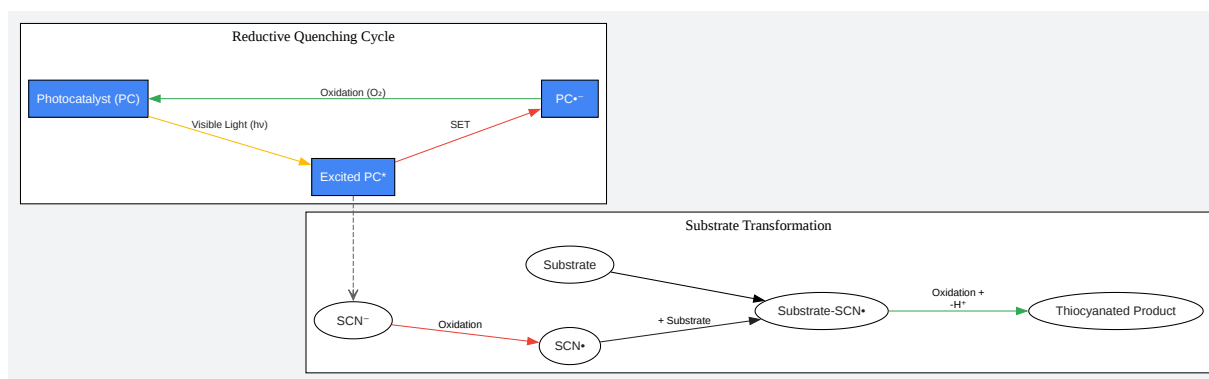 Reductive Quenching Cycle
Photocatalyst (PC)
Oxidation (O₂)
PC•⁻
Visible Light (hν)
SET
Excited PC*
Substrate Transformation
Substrate
SCN⁻
Oxidation
SCN•
+ Substrate
Substrate-SCN•
Oxidation +
-H⁺
Thiocyanated Product